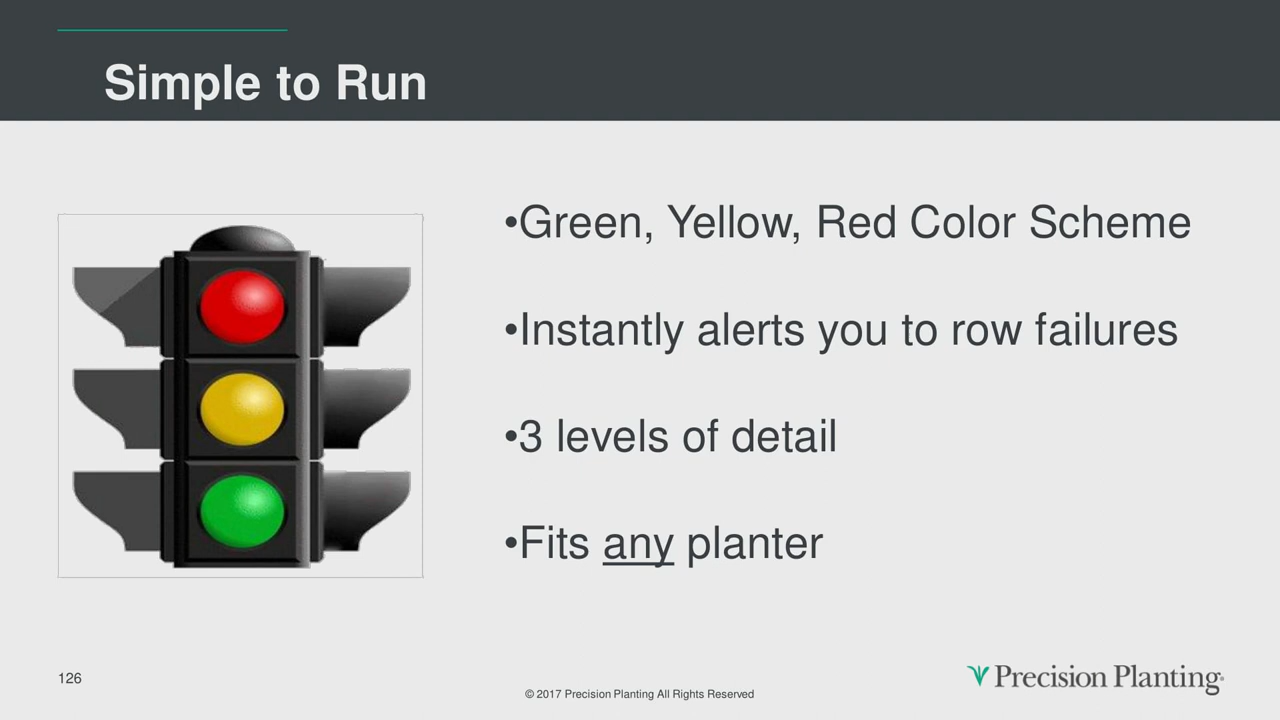 Simple to Run
•Green, Yellow, Red Color Scheme
•Instantly alerts you to row failures
•3 levels of detail
•Fits any planter
126
© 2017 Precision Planting All Rights Reserved
Precision Planting®